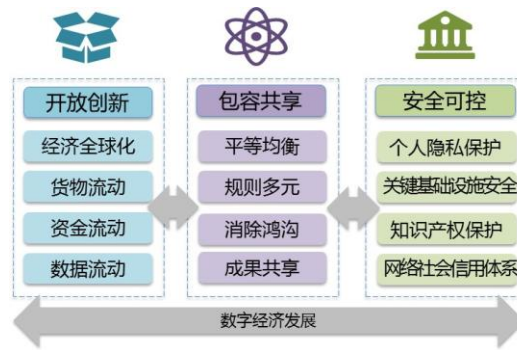 开放创新
经济全球化
货物流动
资金流动
数据流动
包容共享
平等均衡
规则多元
消除鸿沟
成果共享
安全可控
个人隐私保护
关键基础设施安全
知识产权保护
网络社会信用体系
数字经济发展